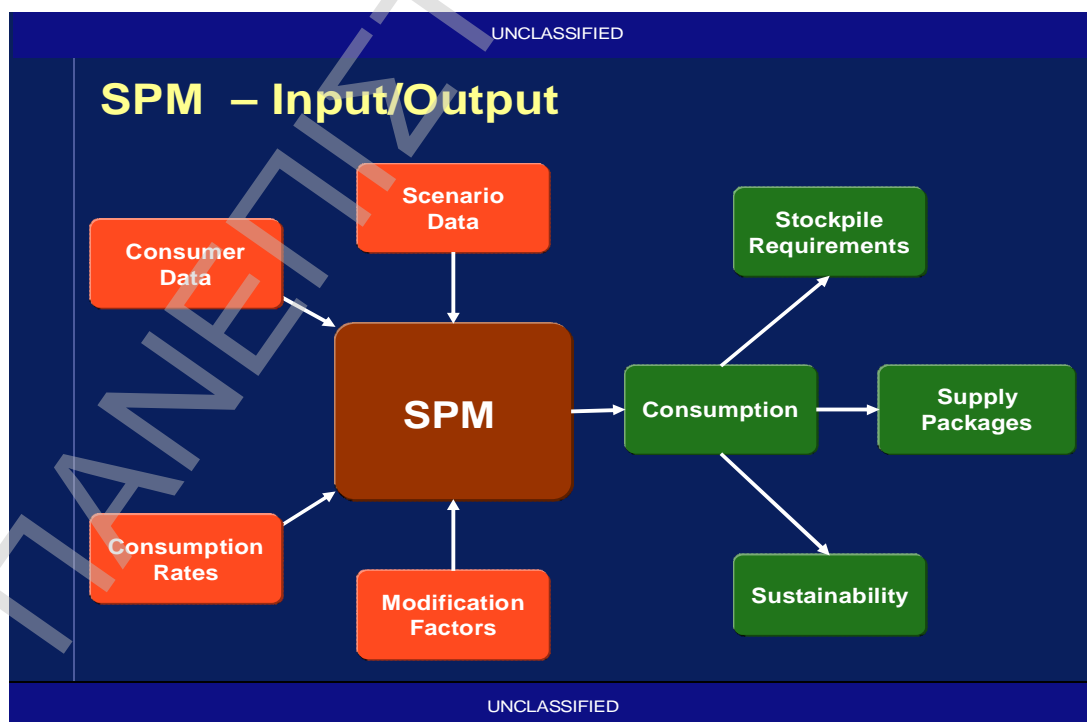 UNCLASSIFIED
SPM – Input/Output
Scenario
Data
Consumer
Data
Stockpile
Requirements
SPM
Consumption
Supply
Packages
Consumption
Rates
Modification
Factors
Sustainability
UNCLASSIFIED
ΠΑΝΕΠΙΣΤ